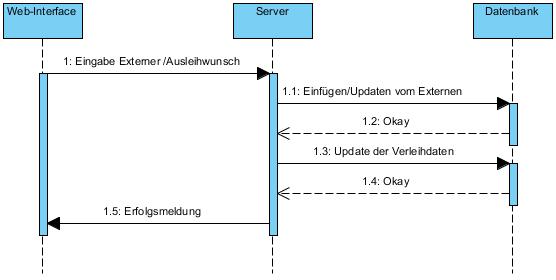 Web-Interface
Server
Datenbank
1: Eingabe Externer /Ausleihwunsch
1.1: Einfügen/Updaten vom Externen
1.2: Okay
1.3: Update der Verleihdaten
1.4: Okay
1.5: Erfolgsmeldung